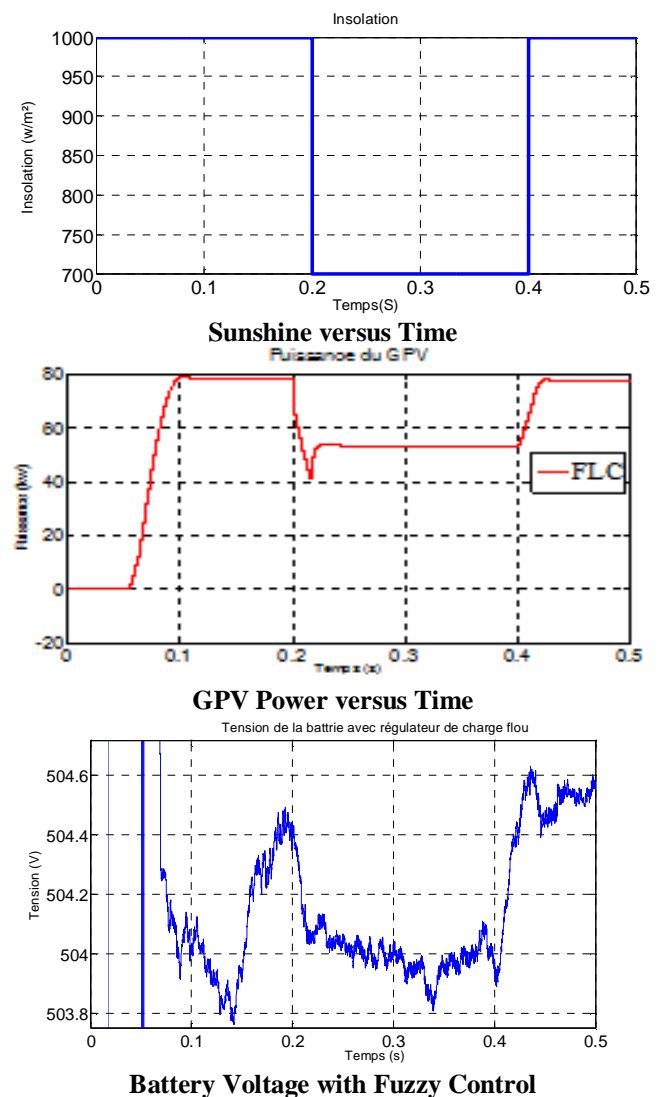 Insolation
1000
950
900
850
800
750
700
Insolation (w/m²)
0 0.1 0.2 0.3 0.4 0.5
Temps(S)
Sunshine versus Time
Puissance du GPV
80
60
40
20
0
-20
Puissance (kw)
FLC
0 0.1 0.2 0.3 0.4 0.5
Temps (s)
GPV Power versus Time
Tension de la battrie avec régulateur de charge flou
504.6
504.4
504.2
504
503.8
Tension (V)
0 0.1 0.2 0.3 0.4 0.5
Temps (s)
Battery Voltage with Fuzzy Control